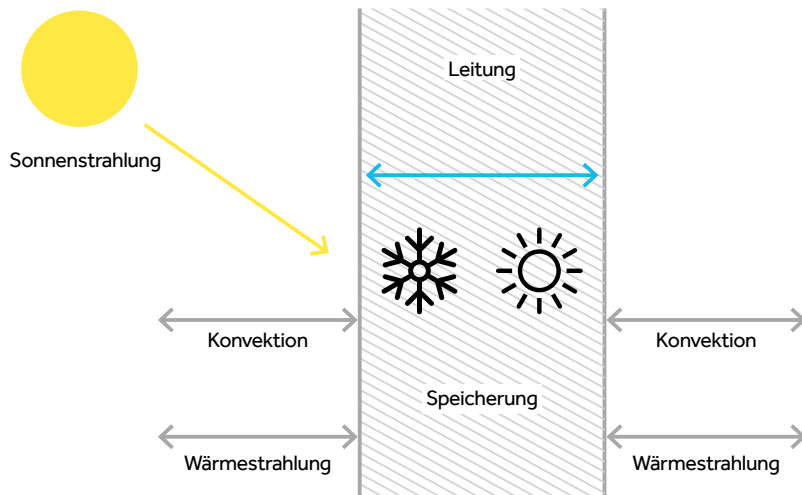 Leitung
Sonnenstrahlung
Konvektion
Konvektion
Speicherung
Wärmestrahlung
Wärmestrahlung